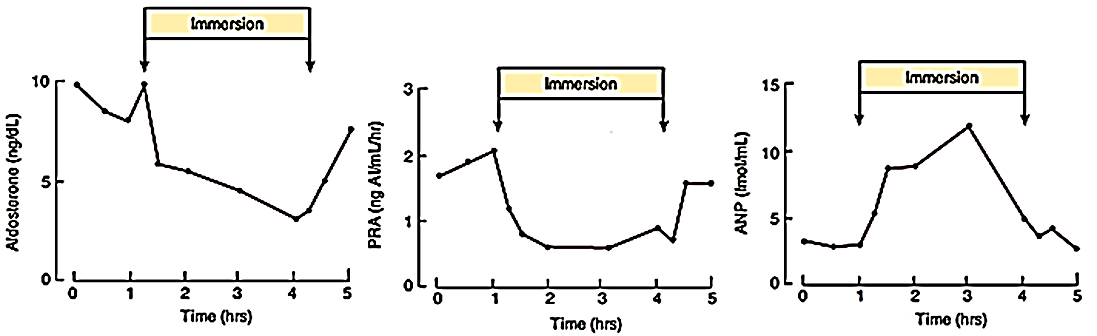 Immersion
Aldosterone (ng/dL)
10
5
0
0 1 2 3 4 5
Time (hrs)
Immersion
PRA (ng AI/mL/hr)
3
2
1
0
0 1 2 3 4 5
Time (hrs)
Immersion
ANP (fmol/mL)
15
10
5
0
0 1 2 3 4 5
Time (hrs)